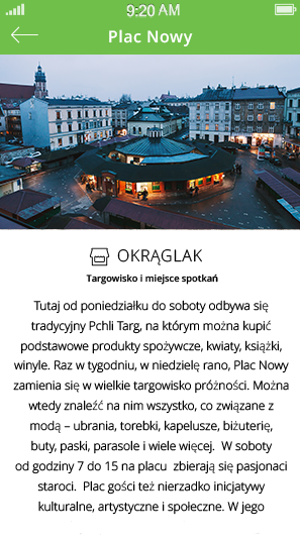 9:20 AM
Plac Nowy
OKRĄGLAK
Targowisko i miejsce spotkań
Tutaj od poniedziałku do soboty odbywa się
tradycyjny Pchli Targ, na którym można kupić
podstawowe produkty spożywcze, kwiaty, książki,
winyle. Raz w tygodniu, w niedzielę rano, Plac Nowy
zamienia się w wielkie targowisko próżności. Można
wtedy znaleźć na nim wszystko, co związane z
modą – ubrania, torebki, kapelusze, biżuterię,
buty, paski, parasole i wiele więcej.  W soboty
od godziny 7 do 15 na placu  zbierają się pasjonaci
staroci.  Plac gości też nierzadko inicjatywy
kulturalne, artystyczne i społeczne. W jego